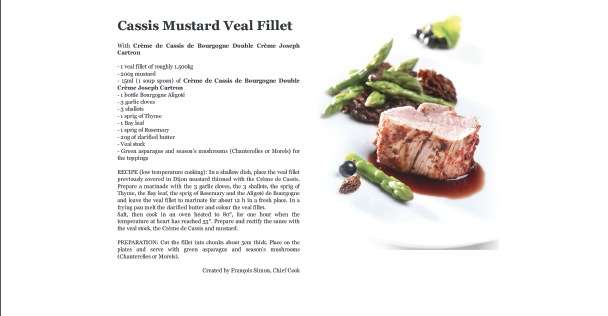 Cassis Mustard Veal Fillet
With Crème de Cassis de Bourgogne Double Crème Joseph
Cartron
- 1 veal fillet of roughly 1,500kg
- 200g mustard
- 15ml (1 soup spoon) of Crème de Cassis de Bourgogne Double
Crème Joseph Cartron
- 1 bottle Bourgogne Aligoté
- 3 garlic cloves
- 3 shallots
- 1 sprig of Thyme
- 1 Bay leaf
- 1 sprig of Rosemary
- 20g of clarified butter
- Veal stock
- Green asparagus and season's mushrooms (Chanterelles or Morels) for
the toppings
RECIPE (low temperature cooking): In a shallow dish, place the veal fillet
previously covered in Dijon mustard thinned with the Crème de Cassis.
Prepare a marinade with the 3 garlic cloves, the 3 shallots, the sprig of
Thyme, the Bay leaf, the sprig of Rosemary and the Aligoté de Bourgogne
and leave the veal fillet to marinate for about 12 h in a fresh place. In a
frying pan melt the clarified butter and colour the veal fillet.
Salt, then cook in an oven heated to 80°, for one hour when the
temperature at heart has reached 53°. Prepare and rectify the sauce with
the veal stock, the Crème de Cassis and mustard.
PREPARATION: Cut the fillet into chunks about 5cm thick. Place on the
plates and serve with green asparagus and season's mushrooms
(Chanterelles or Morels).
Created by François Simon, Chief Cook